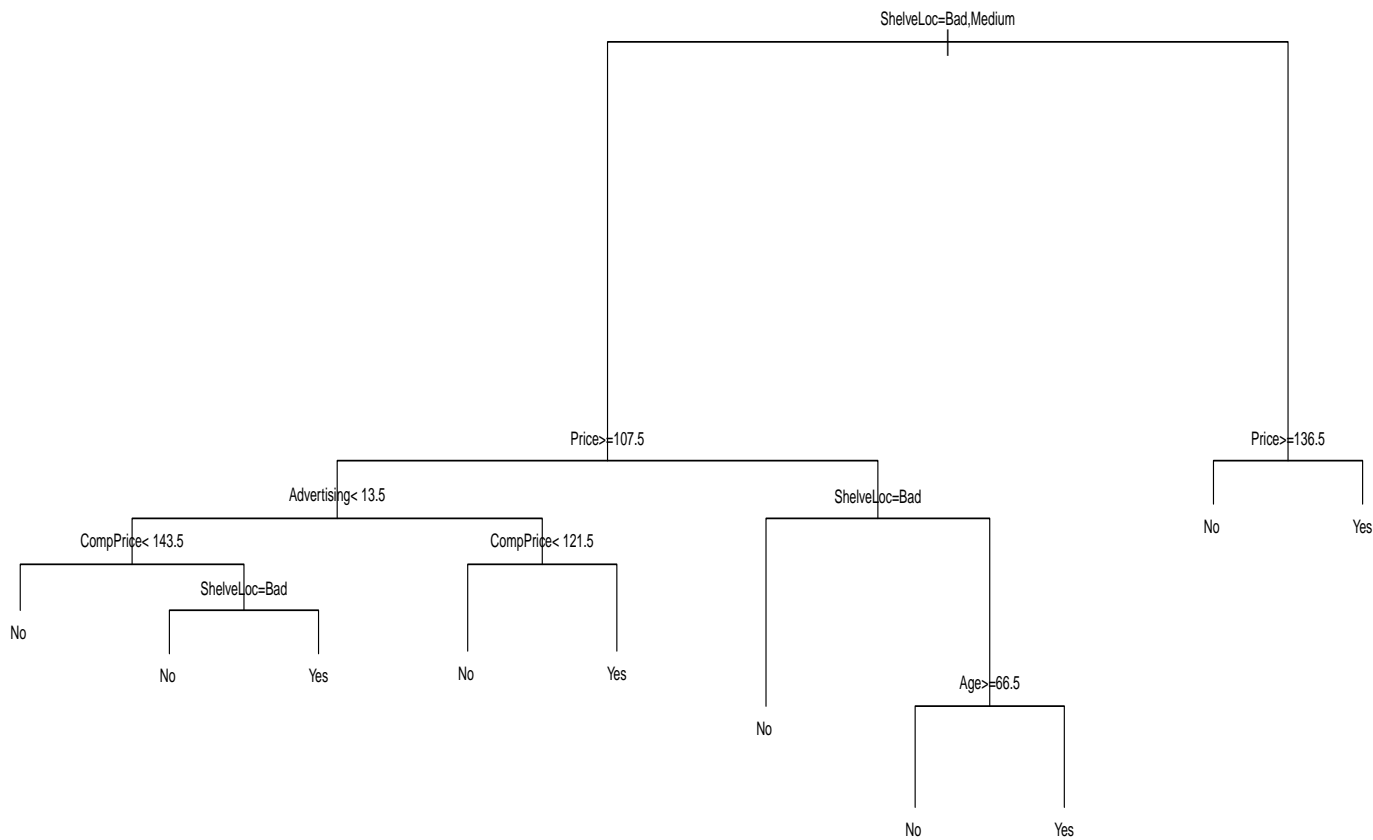 ShelveLoc=Bad,Medium
Price>=107.5
Price>=136.5
Advertising< 13.5
ShelveLoc=Bad
No
Yes
CompPrice< 143.5
CompPrice< 121.5
ShelveLoc=Bad
No
No
Yes
No
Yes
Age>=66.5
No
No
Yes